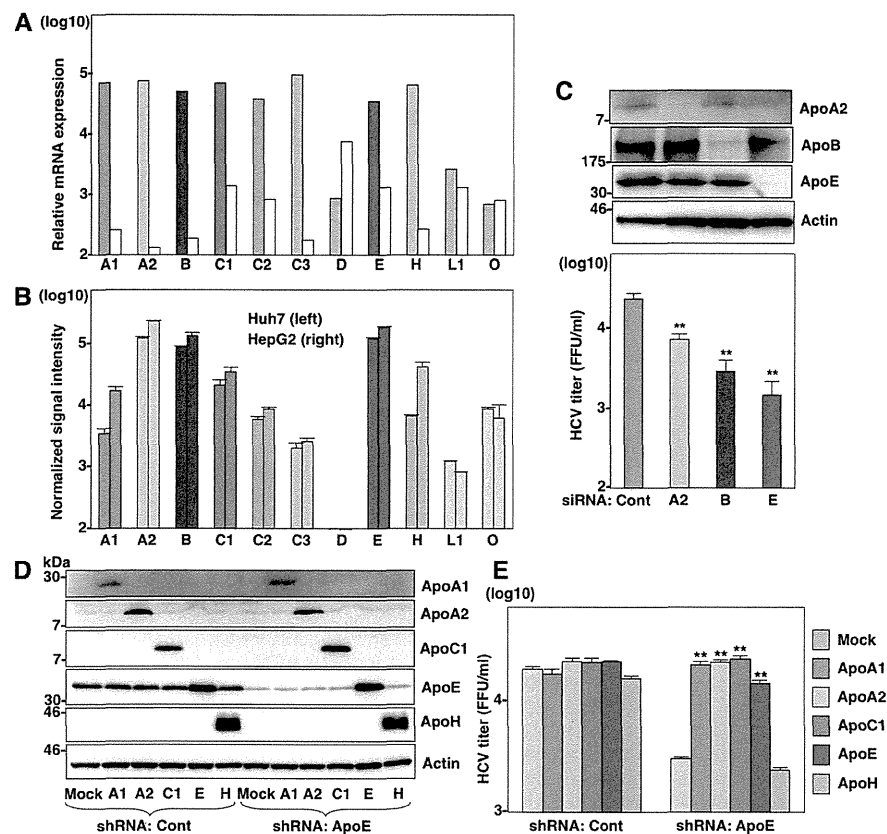 A (log10)
Relative mRNA expression
5
4
3
2
A1 A2 B C1 C2 C3 D E H L1 O
B (log10)
Huh7 (left)
HepG2 (right)
Normalized signal intensity
5
4
3
2
A1 A2 B C1 C2 C3 D E H L1 O
C
7
ApoA2
175
ApoB
30
ApoE
46
Actin
(log10)
HCV titer (FFU/ml)
4
**
**
**
3
2
siRNA: Cont A2 B E
D kDa
30
ApoA1
7
ApoA2
7
ApoC1
30
ApoE
46
ApoH
46
Actin
Mock A1 A2 C1 E H Mock A1 A2 C1 E H
shRNA: Cont shRNA: ApoE
E
(log10)
HCV titer (FFU/ml)
4
3
** ** ** **
shRNA: Cont shRNA: ApoE
Mock
ApoA1
ApoA2
ApoC1
ApoE
ApoH